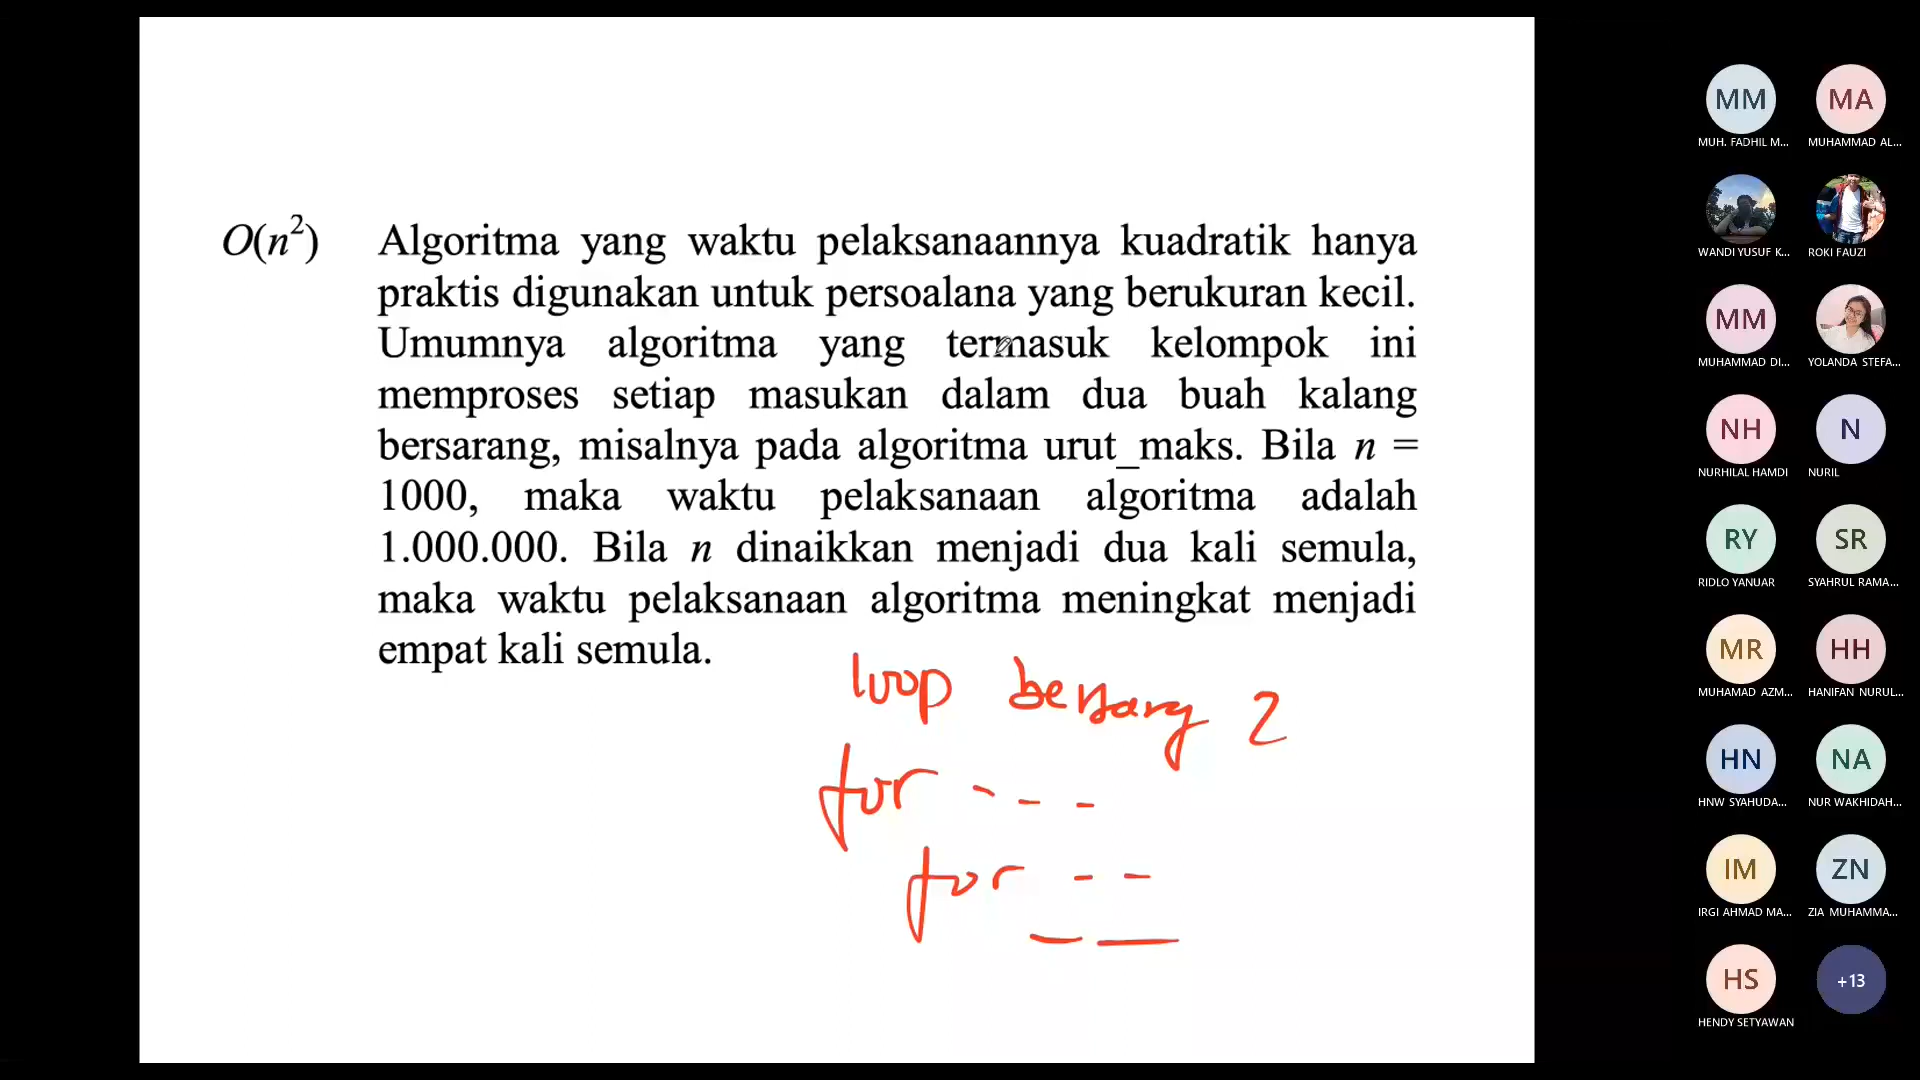 O(n²) Algoritma yang waktu pelaksanaannya kuadratik hanya
praktis digunakan untuk persoalana yang berukuran kecil.
Umumnya algoritma yang termasuk kelompok ini
memproses setiap masukan dalam dua buah kalang
bersarang, misalnya pada algoritma urut_maks. Bila n =
1000, maka waktu pelaksanaan algoritma adalah
1.000.000. Bila n dinaikkan menjadi dua kali semula,
maka waktu pelaksanaan algoritma meningkat menjadi
empat kali semula.
loop bersarang 2
for - - -
for - -
_ _
MM MA
MUH. FADHIL M... MUHAMMAD AL...
WANDI YUSUF K... ROKI FAUZI
MM
MUHAMMAD DI... YOLANDA STEFA...
NH N
NURHILAL HAMDI NURIL
RY SR
RIDLO YANUAR SYAHRUL RAMA...
MR HH
MUHAMAD AZM... HANIFAN NURUL...
HN NA
HNW SYAHUDA... NUR WAKHIDAH...
IM ZN
IRGI AHMAD MA... ZIA MUHAMMA...
HS +13
HENDY SETYAWAN